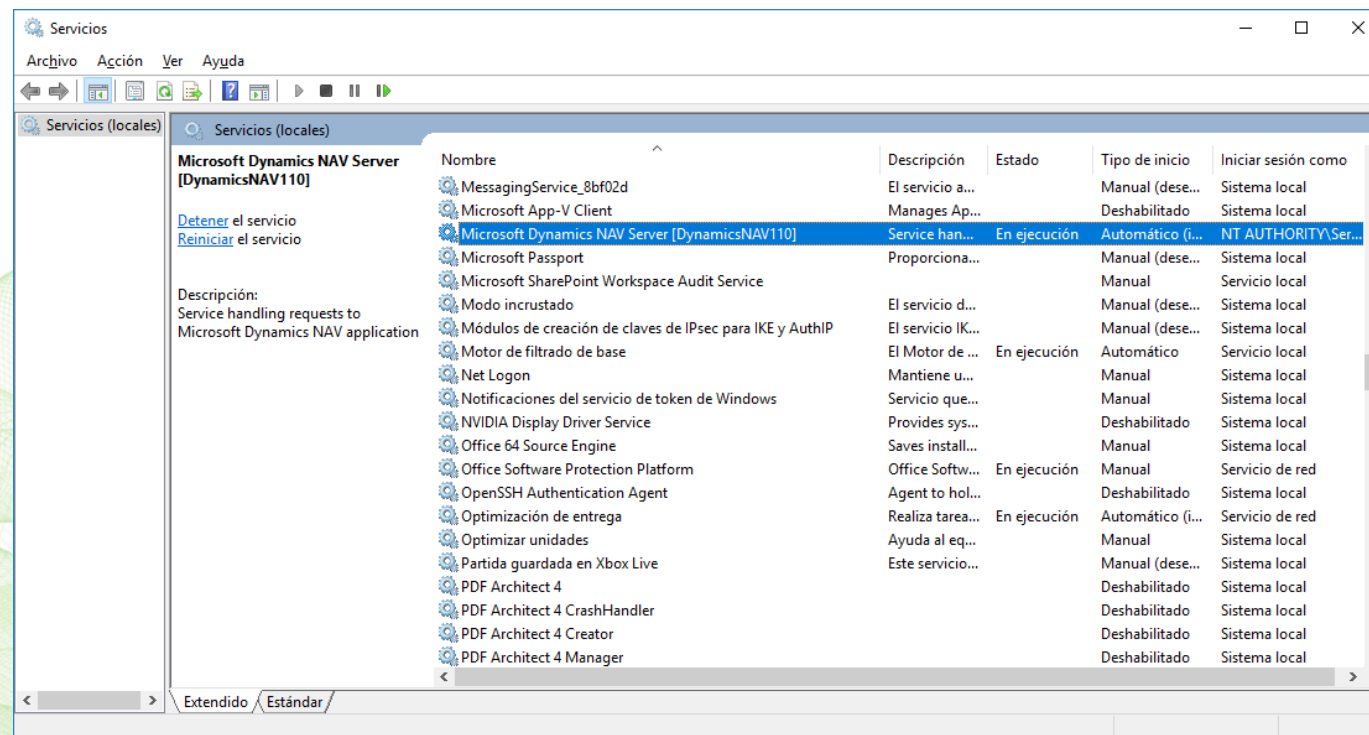 Servicios
Archivo Acción Ver Ayuda
Servicios (locales)
Servicios (locales)
Microsoft Dynamics NAV Server
[DynamicsNAV110]
Detener el servicio
Reiniciar el servicio
Descripción:
Service handling requests to
Microsoft Dynamics NAV application
Nombre Descripción Estado Tipo de inicio Iniciar sesión como
MessagingService_8bf02d El servicio a... Manual (dese... Sistema local
Microsoft App-V Client Manages Ap... Deshabilitado Sistema local
Microsoft Dynamics NAV Server [DynamicsNAV110] Service han... En ejecución Automático (i... NT AUTHORITY\Ser...
Microsoft Passport Proporciona... Manual (dese... Sistema local
Microsoft SharePoint Workspace Audit Service Manual Servicio local
Modo incrustado El servicio d... Manual (dese... Sistema local
Módulos de creación de claves de IPsec para IKE y AuthIP El servicio IK... Manual (dese... Sistema local
Motor de filtrado de base El Motor de ... En ejecución Automático Servicio local
Net Logon Mantiene u... Manual Sistema local
Notificaciones del servicio de token de Windows Servicio que... Manual Sistema local
NVIDIA Display Driver Service Provides sys... Deshabilitado Sistema local
Office 64 Source Engine Saves install... Manual Sistema local
Office Software Protection Platform Office Softw... En ejecución Manual Servicio de red
OpenSSH Authentication Agent Agent to hol... Deshabilitado Sistema local
Optimización de entrega Realiza tarea... En ejecución Automático (i... Servicio de red
Optimizar unidades Ayuda al eq... Manual Sistema local
Partida guardada en Xbox Live Este servicio... Manual (dese... Sistema local
PDF Architect 4 Deshabilitado Sistema local
PDF Architect 4 CrashHandler Deshabilitado Sistema local
PDF Architect 4 Creator Deshabilitado Sistema local
PDF Architect 4 Manager Deshabilitado Sistema local
Extendido Estándar